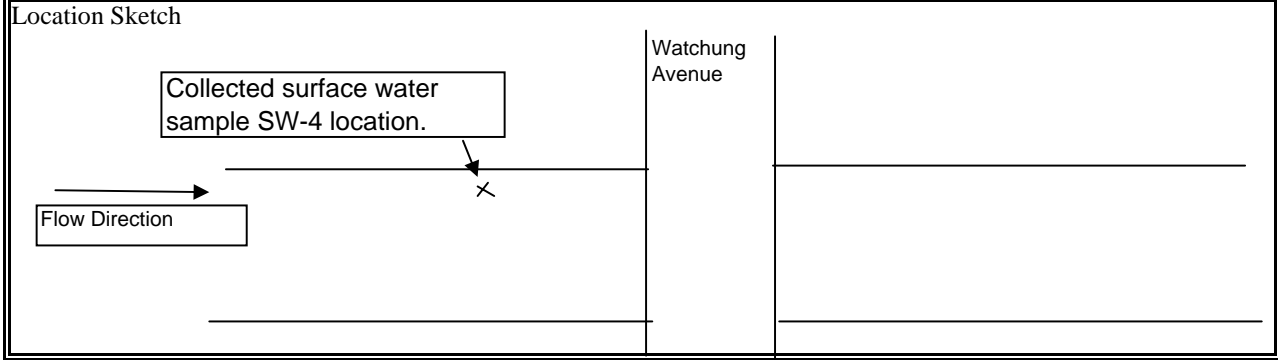 Location Sketch
Watchung
Avenue
Collected surface water
sample SW-4 location.
Flow Direction